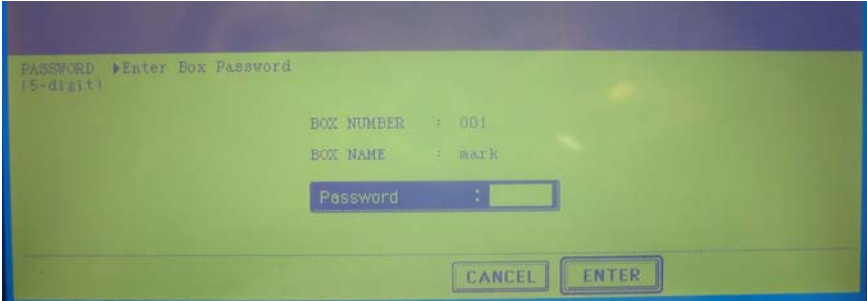 PASSWORD ▶Enter Box Password
(5-digit)
BOX NUMBER : 001
BOX NAME : mark
Password :
CANCEL ENTER